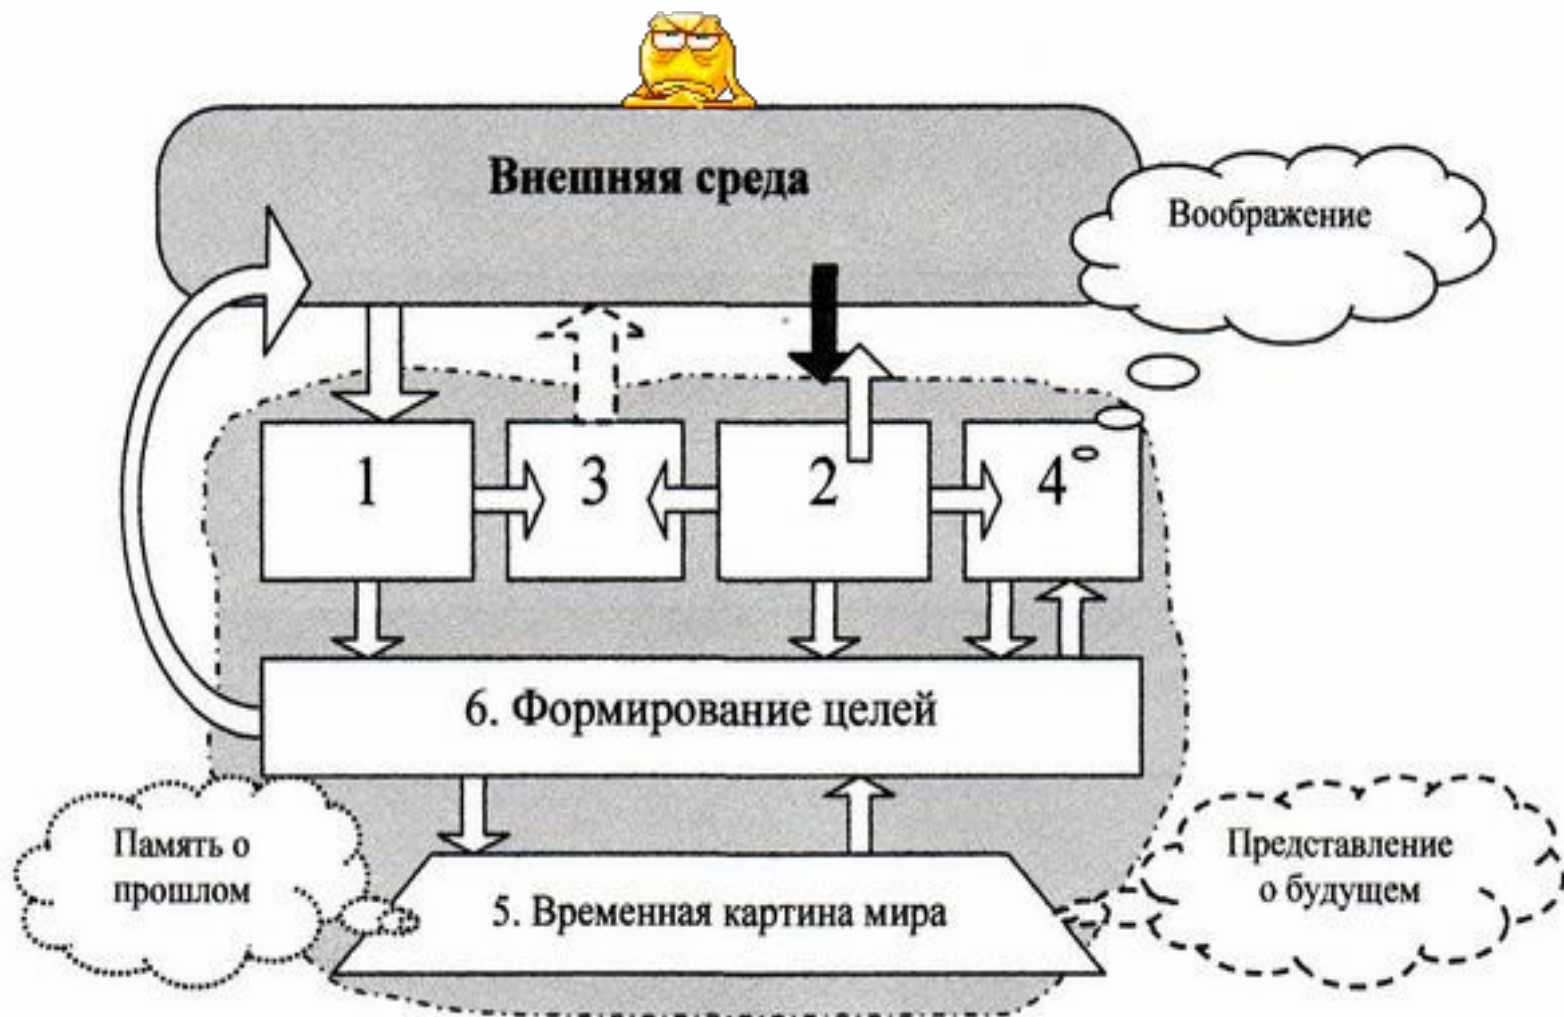 Внешняя среда
Воображение
1
3
2
4
6. Формирование целей
Память о
прошлом
5. Временная картина мира
Представление
о будущем